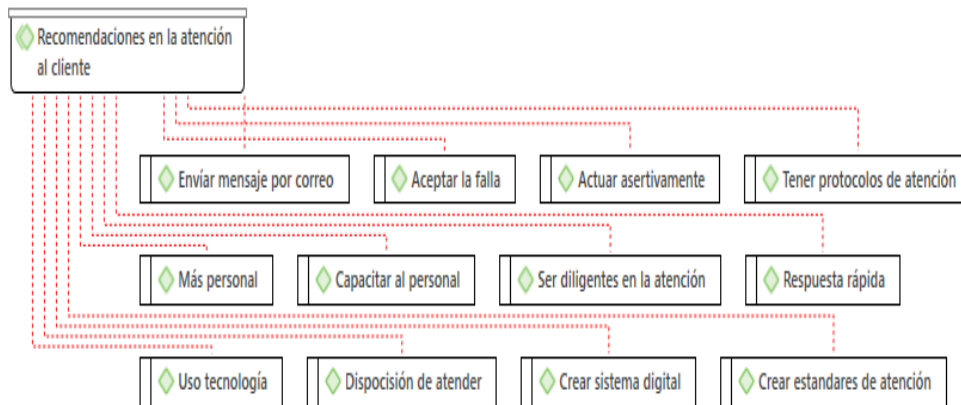 Recomendaciones en la atención
al cliente
Envíar mensaje por correo
Aceptar la falla
Actuar asertivamente
Tener protocolos de atención
Más personal
Capacitar al personal
Ser diligentes en la atención
Respuesta rápida
Uso tecnología
Dispocisión de atender
Crear sistema digital
Crear estandares de atención